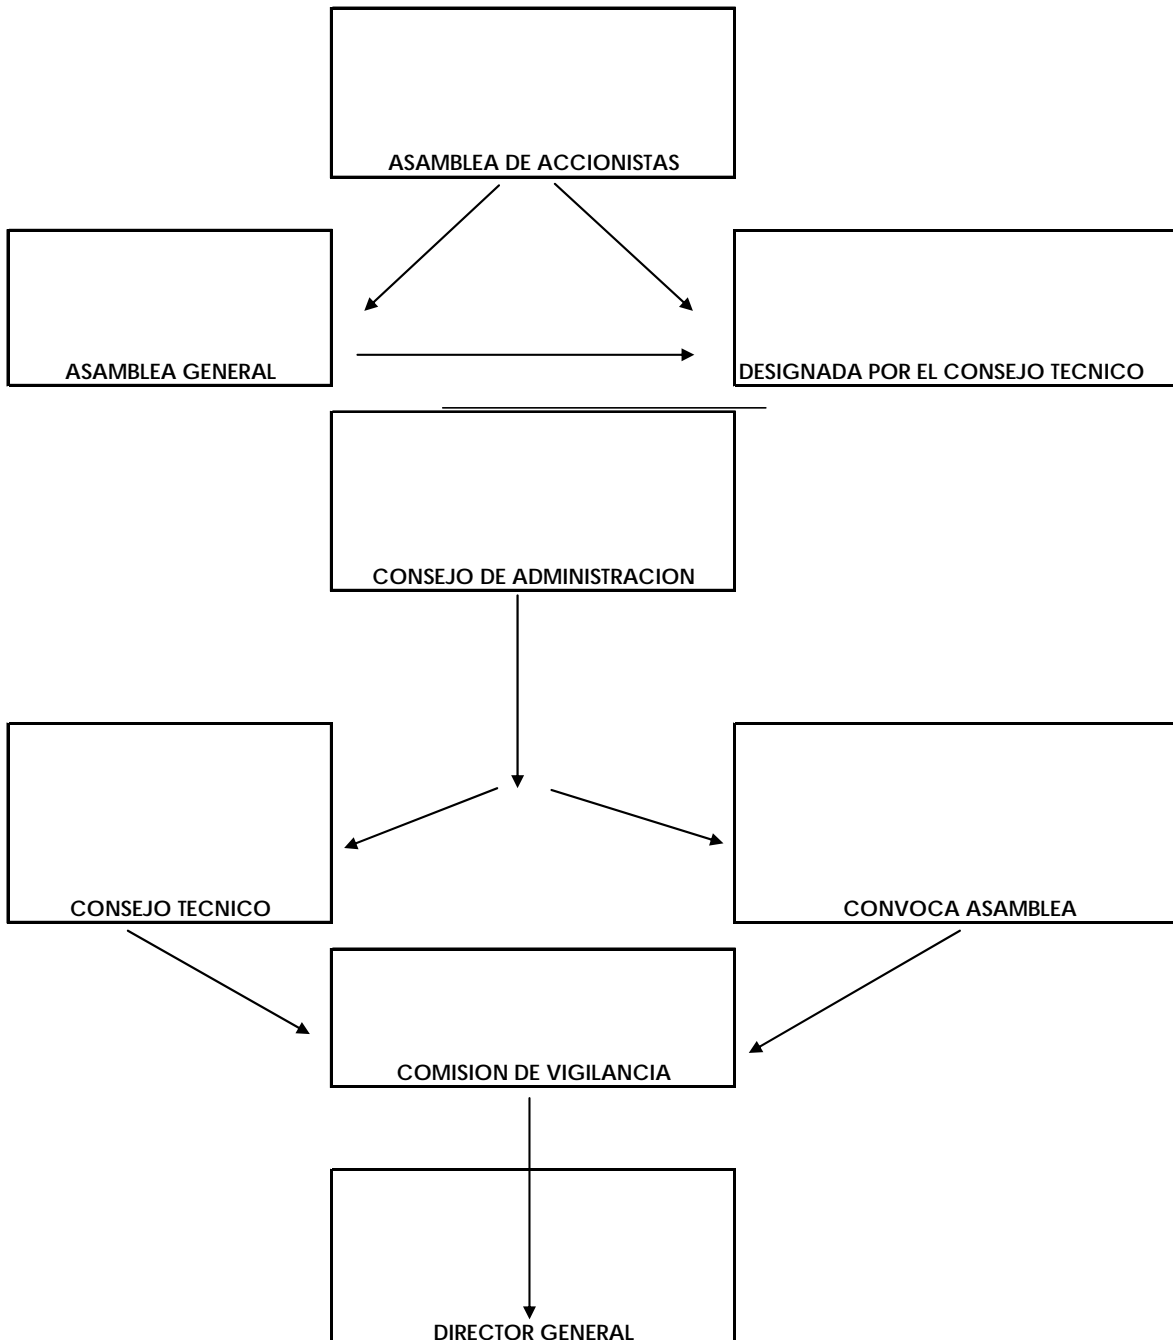 ASAMBLEA DE ACCIONISTAS
ASAMBLEA GENERAL
DESIGNADA POR EL CONSEJO TECNICO
CONSEJO DE ADMINISTRACION
CONSEJO TECNICO
CONVOCA ASAMBLEA
COMISION DE VIGILANCIA
DIRECTOR GENERAL